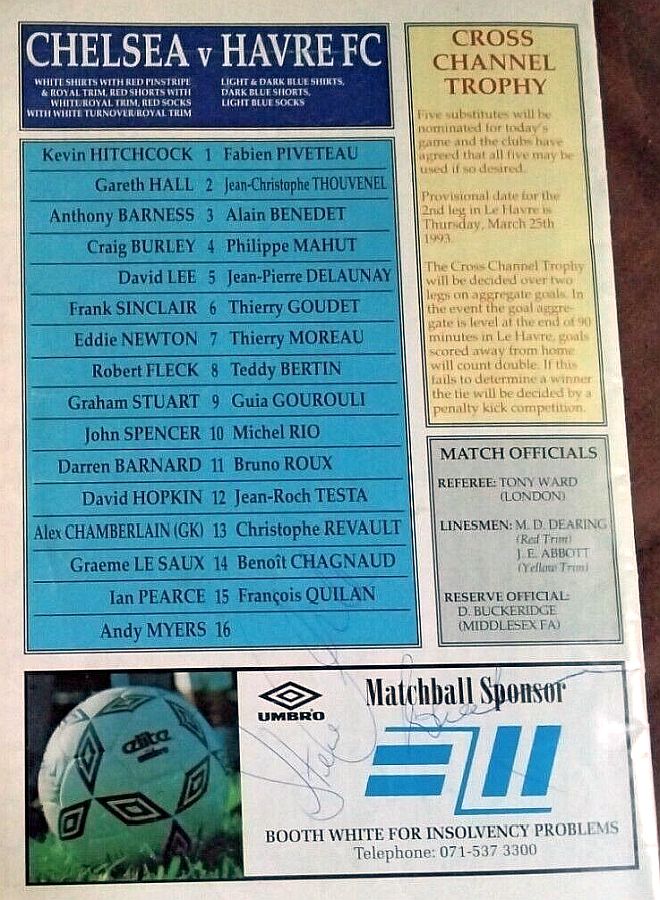 CHELSEA v HAVRE FC
WHITE SHIRTS WITH RED PINSTRIPE
& ROYAL TRIM, RED SHORTS WITH
WHITE/ROYAL TRIM, RED SOCKS
WITH WHITE TURNOVER/ROYAL TRIM
LIGHT & DARK BLUE SHIRTS,
DARK BLUE SHORTS,
LIGHT BLUE SOCKS
Kevin HITCHCOCK 1 Fabien PIVETEAU
Gareth HALL 2 Jean-Christophe THOUVENEL
Anthony BARNESS 3 Alain BENEDET
Craig BURLEY 4 Philippe MAHUT
David LEE 5 Jean-Pierre DELAUNAY
Frank SINCLAIR 6 Thierry GOUDET
Eddie NEWTON 7 Thierry MOREAU
Robert FLECK 8 Teddy BERTIN
Graham STUART 9 Guia GOUROULI
John SPENCER 10 Michel RIO
Darren BARNARD 11 Bruno ROUX
David HOPKIN 12 Jean-Roch TESTA
Alex CHAMBERLAIN (GK) 13 Christophe REVAULT
Graeme LE SAUX 14 Benoît CHAGNAUD
Ian PEARCE 15 François QUILAN
Andy MYERS 16
CROSS
CHANNEL
TROPHY
Five substitutes will be
nominated for today's
game and the clubs have
agreed that all five may be
used if so desired.
Provisional date for the
2nd leg in Le Havre is
Thursday, March 25th
1993.
The Cross Channel Trophy
will be decided over two
legs on aggregate goals. In
the event the goal aggre-
gate is level at the end of 90
minutes in Le Havre, goals
scored away from home
will count double. If this
fails to determine a winner
the tie will be decided by a
penalty kick competition.
MATCH OFFICIALS
REFEREE: TONY WARD
(LONDON)
LINESMEN: M. D. DEARING
(Red Trim)
J. E. ABBOTT
(Yellow Trim)
RESERVE OFFICIAL:
D. BUCKERIDGE
(MIDDLESEX FA)
elite
umbro
UMBRO
Matchball Sponsor
Steve
BOOTH WHITE FOR INSOLVENCY PROBLEMS
Telephone: 071-537 3300